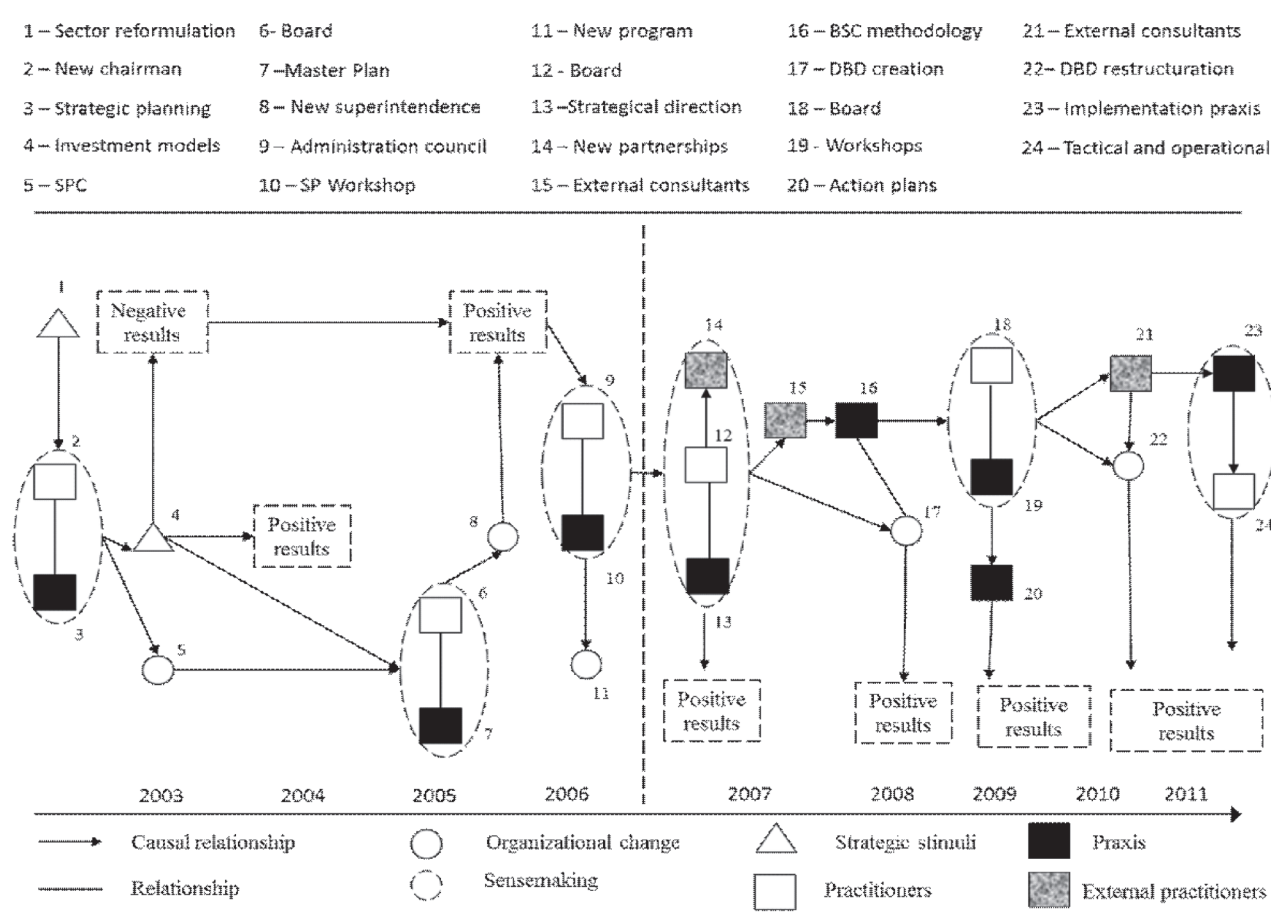 1 – Sector reformulation 6- Board 11 – New program 16 – BSC methodology 21 – External consultants
2 – New chairman 7 –Master Plan 12 - Board 17 – DBD creation 22– DBD restructuration
3 – Strategic planning 8 – New superintendence 13 –Strategical direction 18 – Board 23 – Implementation praxis
4 – Investment models 9 – Administration council 14 – New partnerships 19 - Workshops 24 – Tactical and operational
5 – SPC 10 – SP Workshop 15 – External consultants 20 – Action plans
1
Negative
results
Positive
results
14
18
23
21
9
15
16
2
12
22
4
Positive
results
8
17
19
24
3
6
10
20
5
13
11
7
Positive
results
Positive
results
Positive
results
Positive
results
2003 2004 2005 2006 2007 2008 2009 2010 2011
Causal relationship Organizational change Strategic stimuli Praxis
Relationship Sensemaking Practitioners External practitioners